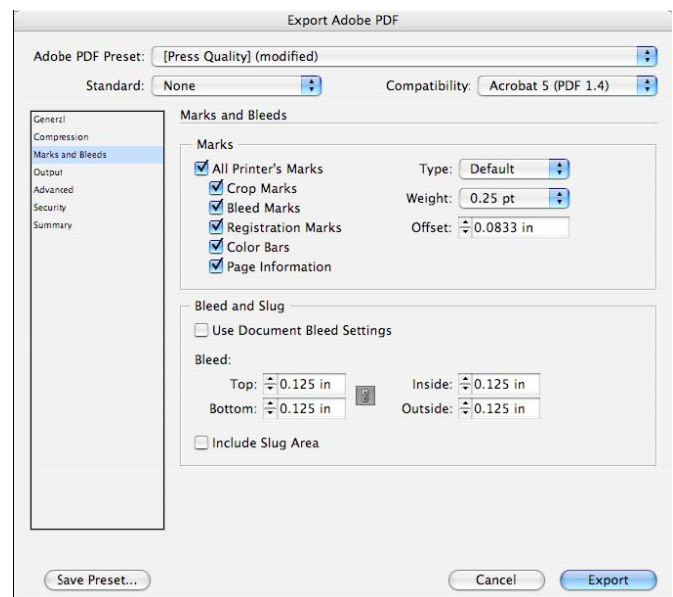 Export Adobe PDF
Adobe PDF Preset: [Press Quality] (modified)
Standard: None Compatibility: Acrobat 5 (PDF 1.4)
General
Compression
Marks and Bleeds
Output
Advanced
Security
Summary
Marks and Bleeds
Marks
All Printer's Marks Type: Default
Crop Marks Weight: 0.25 pt
Bleed Marks
Registration Marks Offset: 0.0833 in
Color Bars
Page Information
Bleed and Slug
Use Document Bleed Settings
Bleed:
Top: 0.125 in Inside: 0.125 in
Bottom: 0.125 in Outside: 0.125 in
Include Slug Area
Save Preset... Cancel Export